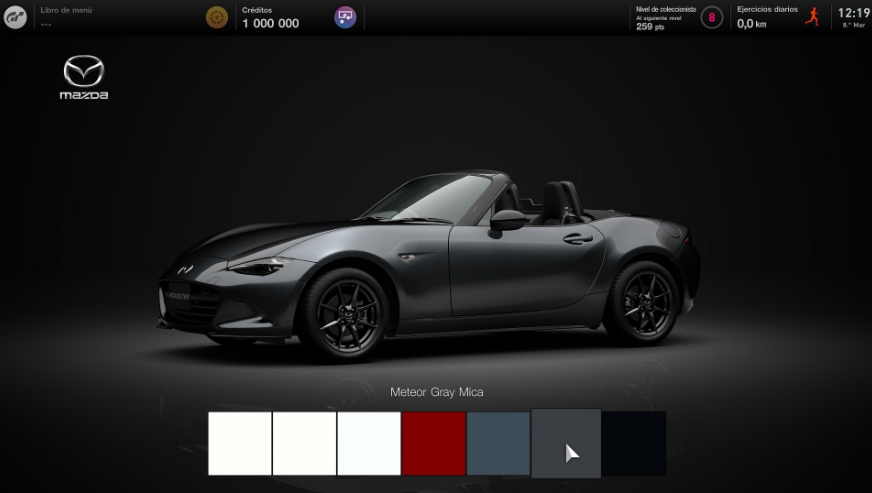 Libro de menú
---
Créditos
1 000 000
Nivel de coleccionista
Al siguiente nivel
259 pts
8
Ejercicios diarios
0,0 km
12:19
8.° Mar
mazda
ROADSTER
Meteor Gray Mica